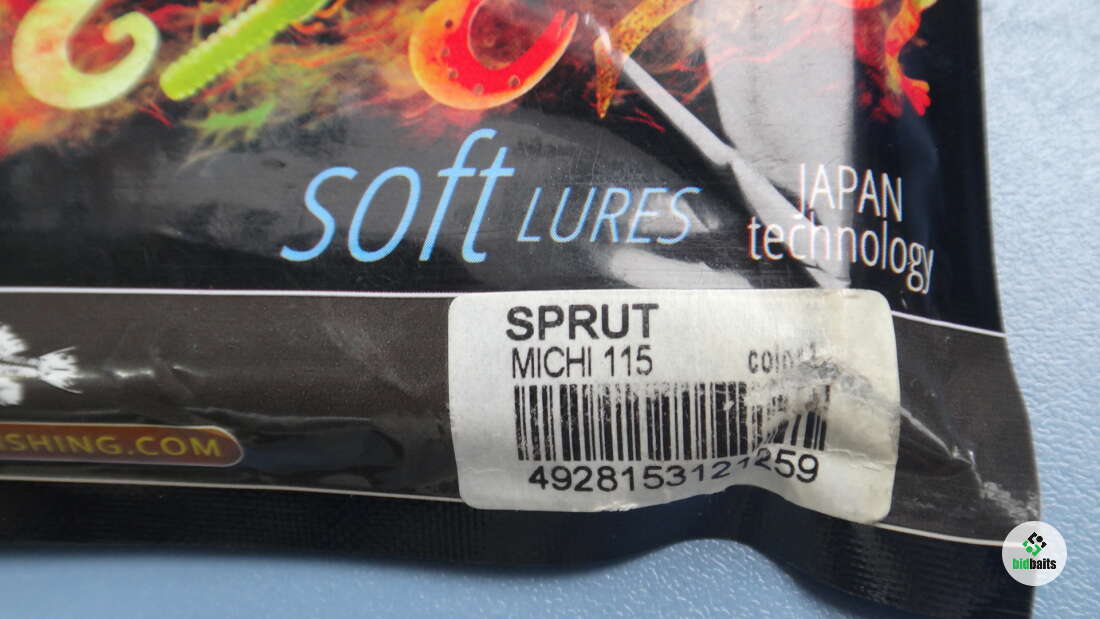 soft LURES
JAPAN
technology
SPRUT
MICHI 115
ISHING.COM
4928153121259
bidbaits